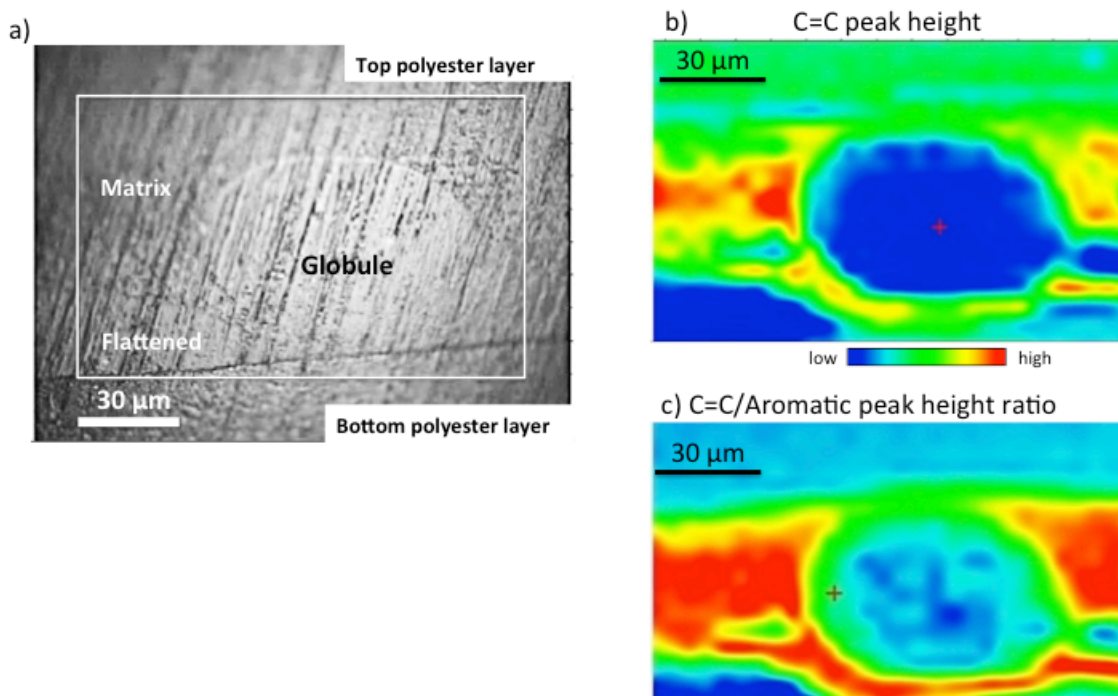 a)
Top polyester layer
Matrix
Globule
Flattened
30 µm
Bottom polyester layer
b)
C=C peak height
30 µm
low high
c) C=C/Aromatic peak height ratio
30 µm